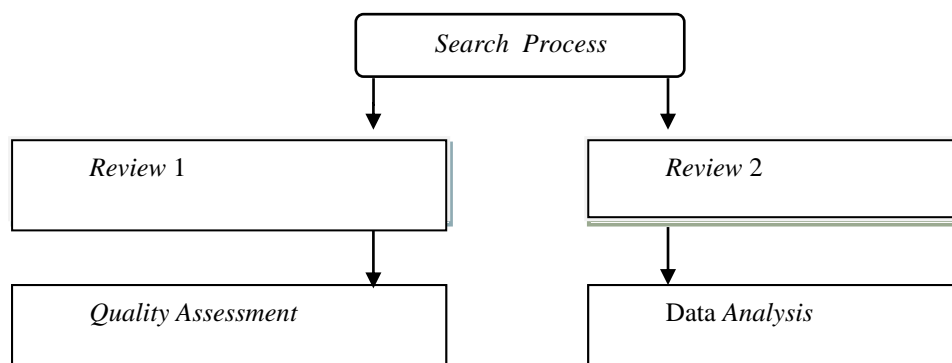 Search Process
Review 1
Review 2
Quality Assessment
Data Analysis